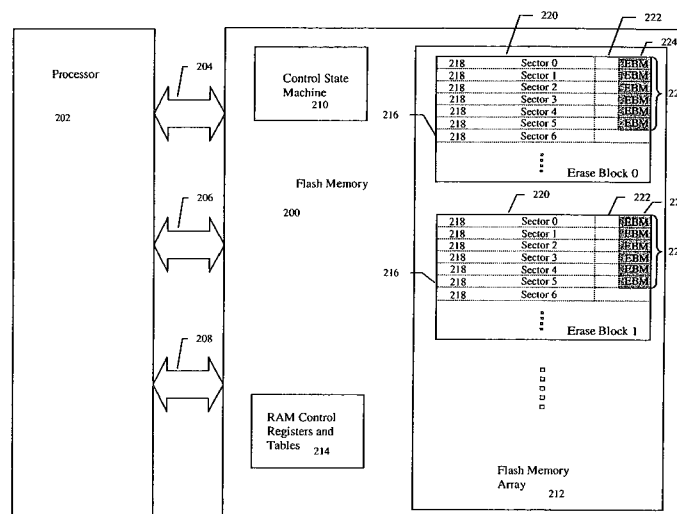 Processor
202
204
206
208
Control State
Machine
210
Flash Memory
200
RAM Control
Registers and
Tables
214
220
222
224
216
218 Sector 0 EBM
218 Sector 1 EBM
218 Sector 2 EBM
218 Sector 3 EBM
218 Sector 4 EBM
218 Sector 5 EBM
218 Sector 6
Erase Block 0
220
222
216
218 Sector 0 EBM
218 Sector 1 EBM
218 Sector 2 EBM
218 Sector 3 EBM
218 Sector 4 EBM
218 Sector 5 EBM
218 Sector 6
Erase Block 1
Flash Memory
Array
212